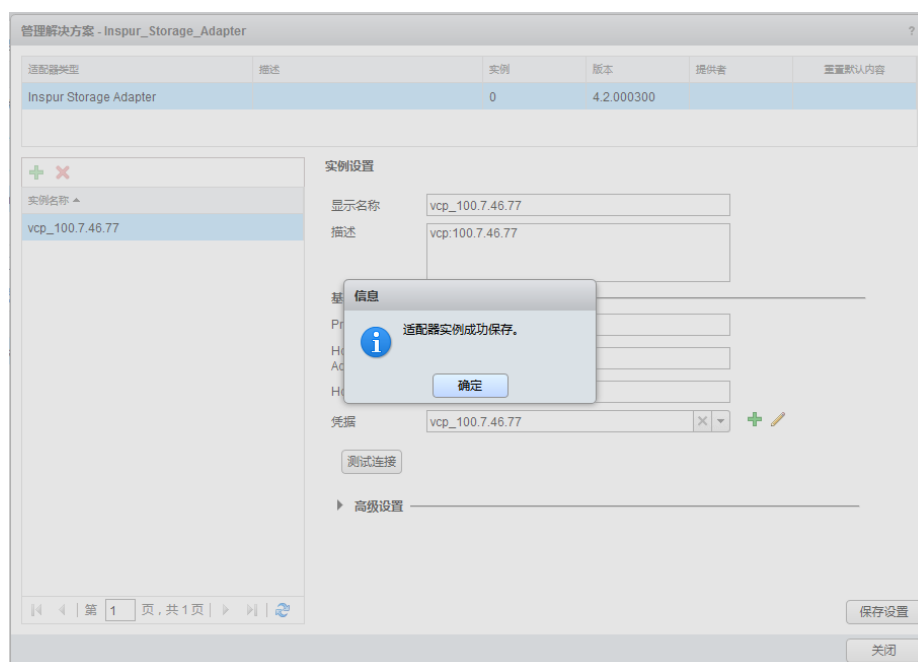 管理解决方案 - Inspur_Storage_Adapter ?
适配器类型 描述 实例 版本 提供者 重置默认内容
Inspur Storage Adapter 0 4.2.000300
实例设置
实例名称
vcp_100.7.46.77
显示名称 vcp_100.7.46.77
描述 vcp:100.7.46.77
基
信息
Pr
适配器实例成功保存。
Ho
Ad
Ho
确定
凭据 vcp_100.7.46.77
测试连接
高级设置
第 1 页,共1页
保存设置
关闭